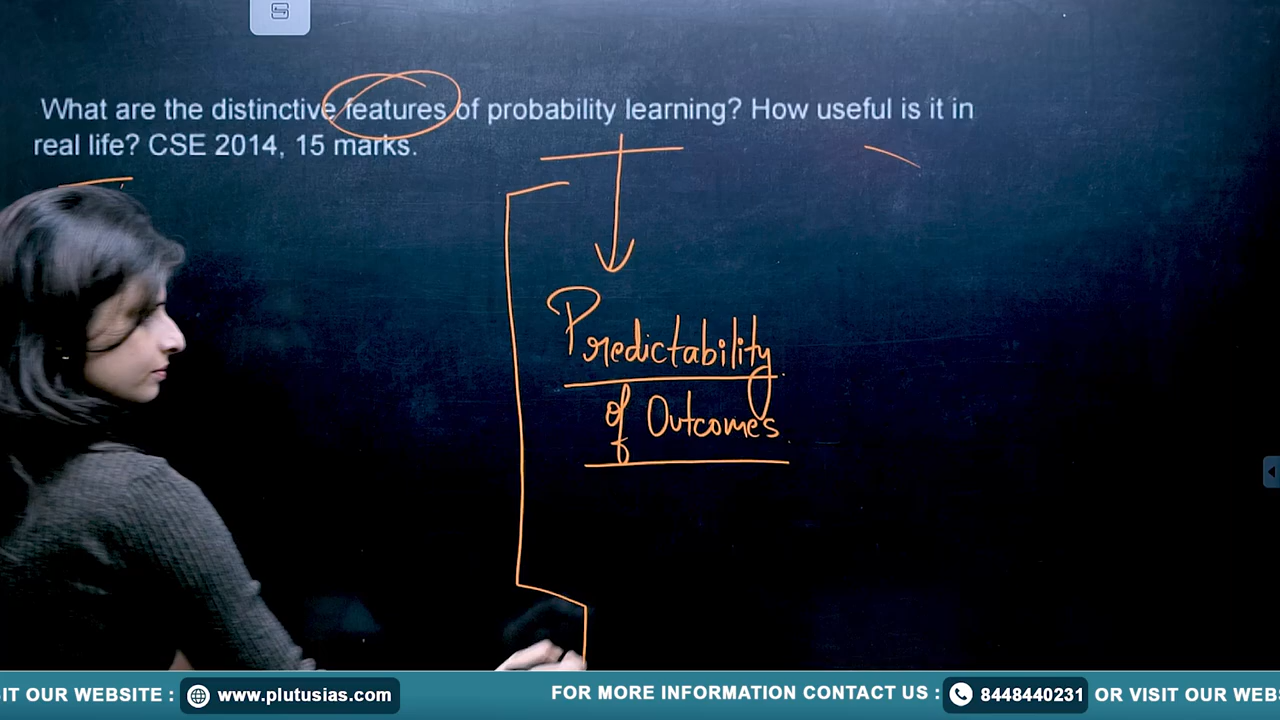 What are the distinctive features of probability learning? How useful is it in
real life? CSE 2014, 15 marks.
Predictability
of Outcomes
SIT OUR WEBSITE : www.plutusias.com FOR MORE INFORMATION CONTACT US : 8448440231 OR VISIT OUR WEBS